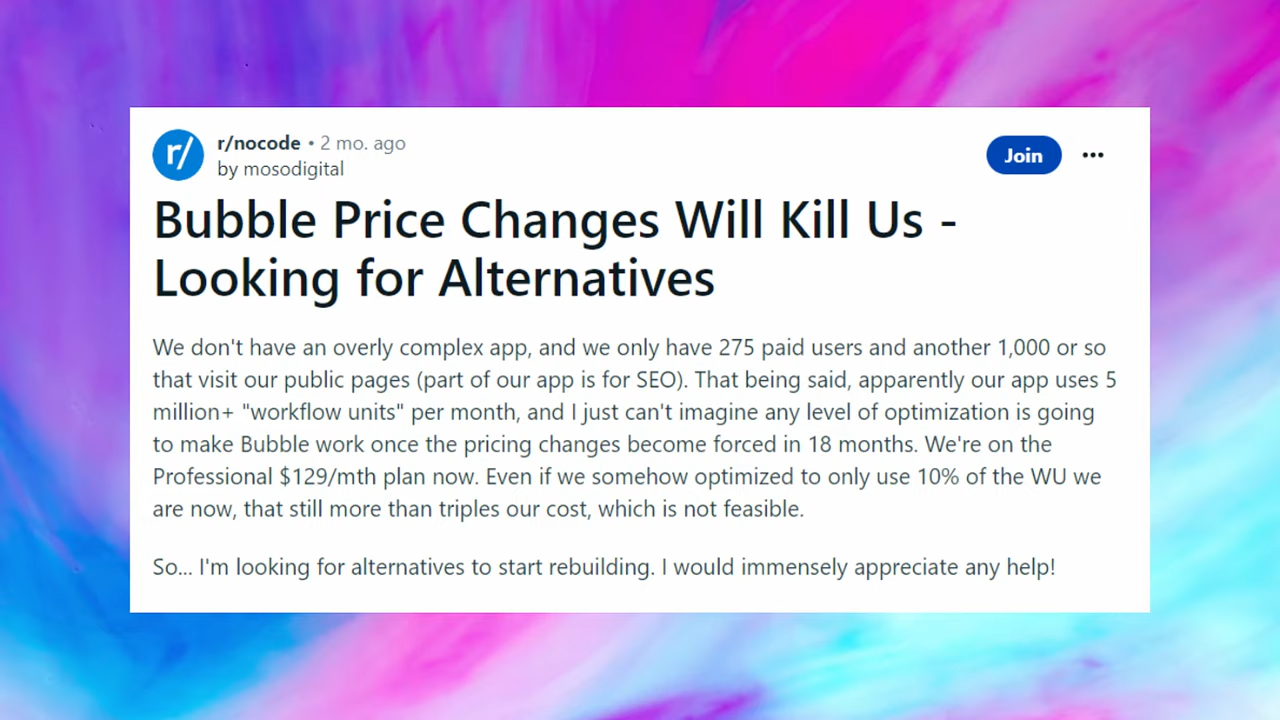 r/
r/nocode • 2 mo. ago
by mosodigital
Join
Bubble Price Changes Will Kill Us -
Looking for Alternatives
We don't have an overly complex app, and we only have 275 paid users and another 1,000 or so
that visit our public pages (part of our app is for SEO). That being said, apparently our app uses 5
million+ "workflow units" per month, and I just can't imagine any level of optimization is going
to make Bubble work once the pricing changes become forced in 18 months. We're on the
Professional $129/mth plan now. Even if we somehow optimized to only use 10% of the WU we
are now, that still more than triples our cost, which is not feasible.
So... I'm looking for alternatives to start rebuilding. I would immensely appreciate any help!